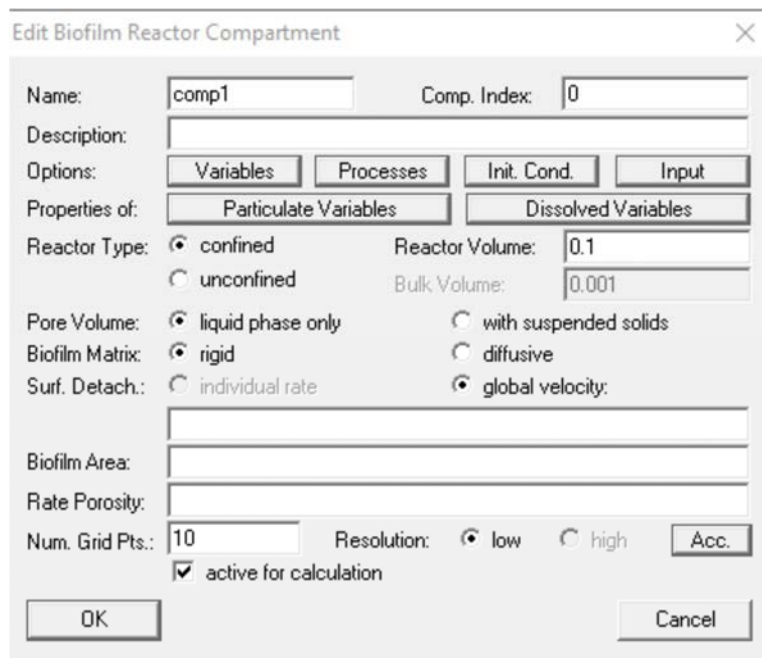 Edit Biofilm Reactor Compartment
Name: comp1 Comp. Index: 0
Description:
Options: Variables Processes Init. Cond. Input
Properties of: Particulate Variables Dissolved Variables
Reactor Type: confined Reactor Volume: 0.1
unconfined Bulk Volume: 0.001
Pore Volume: liquid phase only with suspended solids
Biofilm Matrix: rigid diffusive
Surf. Detach.: individual rate global velocity:
Biofilm Area:
Rate Porosity:
Num. Grid Pts.: 10 Resolution: low high Acc.
active for calculation
OK Cancel